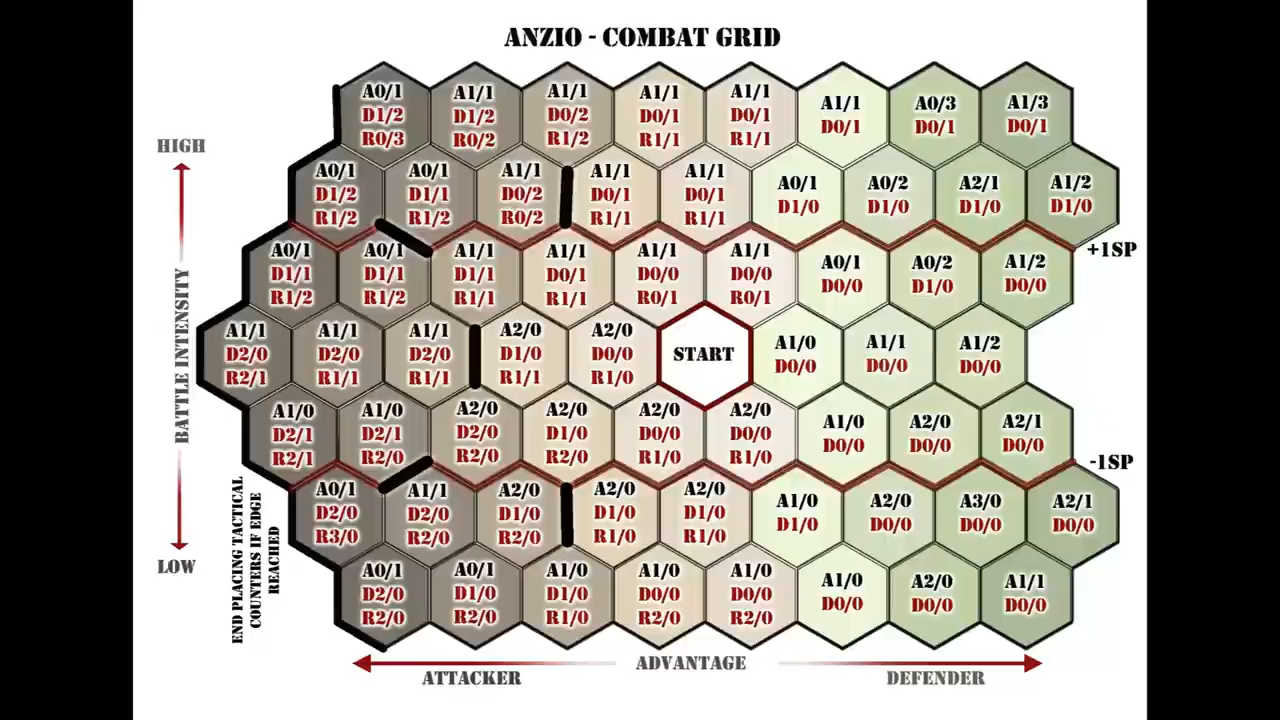 ANZIO - COMBAT GRID
A0/1 A1/1 A1/1 A1/1 A1/1 A1/1 A0/3 A1/3
D1/2 D1/2 D0/2 D0/1 D0/1 D0/1 D0/1 D0/1
R0/3 R0/2 R1/2 R1/1 R1/1
HIGH
A0/1 A0/1 A1/1 A1/1 A1/1 A0/1 A0/2 A2/1 A1/2
D1/2 D1/1 D0/2 D0/1 D0/1 D1/0 D1/0 D1/0 D1/0
R1/2 R1/2 R0/2 R1/1 R1/1
+1SP
A0/1 A0/1 A1/1 A1/1 A1/1 A1/1 A0/1 A0/2 A1/2
D1/1 D1/1 D1/1 D0/1 D0/0 D0/0 D0/0 D1/0 D0/0
R1/2 R1/2 R1/1 R1/1 R0/1 R0/1
BATTLE INTENSITY
A1/1 A1/1 A1/1 A2/0 A2/0 START A1/0 A1/1 A1/2
D2/0 D2/0 D2/0 D1/0 D0/0 D0/0 D0/0 D0/0
R2/1 R1/1 R1/1 R1/1 R1/0
A1/0 A1/0 A2/0 A2/0 A2/0 A2/0 A1/0 A2/0 A2/1
D2/1 D2/1 D2/0 D1/0 D0/0 D0/0 D0/0 D0/0 D0/0
R2/1 R2/0 R2/0 R2/0 R1/0 R1/0
-1SP
A0/1 A1/1 A2/0 A2/0 A2/0 A1/0 A2/0 A3/0 A2/1
D2/0 D2/0 D1/0 D1/0 D1/0 D1/0 D0/0 D0/0 D0/0
R3/0 R2/0 R2/0 R1/0 R1/0
LOW
END PLACING TACTICAL
COUNTERS IF EDGE
REACHED
A0/1 A0/1 A1/0 A1/0 A1/0 A1/0 A2/0 A1/1
D2/0 D1/0 D1/0 D0/0 D0/0 D0/0 D0/0 D0/0
R2/0 R2/0 R1/0 R2/0 R2/0
ADVANTAGE
ATTACKER DEFENDER